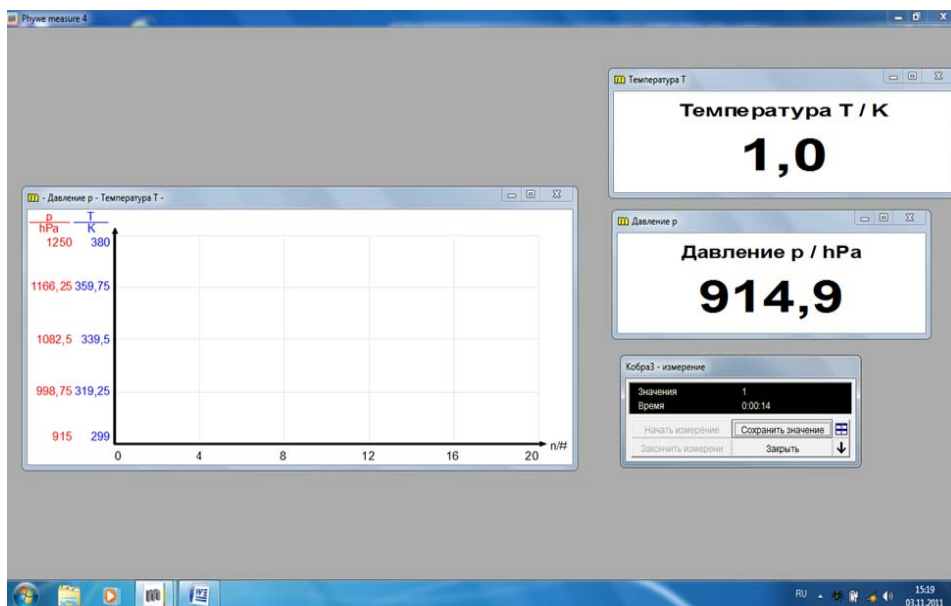 Phywe measure 4
Температура T
Температура T / K
1,0
- Давление p - Температура T -
p T
hPa K
1250 380
1166,25 359,75
1082,5 339,5
998,75 319,25
915 299
0 4 8 12 16 20 n/#
Давление p
Давление p / hPa
914,9
Кобра3 - измерение
Значения 1
Время 0:00:14
Начать измерение Сохранить значение
Закончить измерени Закрыть
RU 15:19
03.11.2011